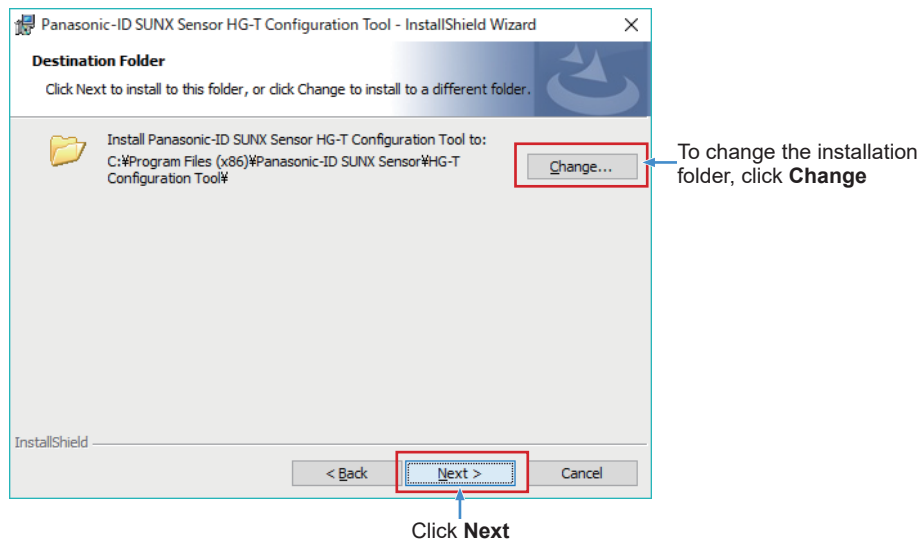 Panasonic-ID SUNX Sensor HG-T Configuration Tool - InstallShield Wizard
Destination Folder
Click Next to install to this folder, or click Change to install to a different folder.
Install Panasonic-ID SUNX Sensor HG-T Configuration Tool to:
C:¥Program Files (x86)¥Panasonic-ID SUNX Sensor¥HG-T
Configuration Tool¥
Change...
To change the installation
folder, click Change
InstallShield
< Back
Next >
Cancel
Click Next